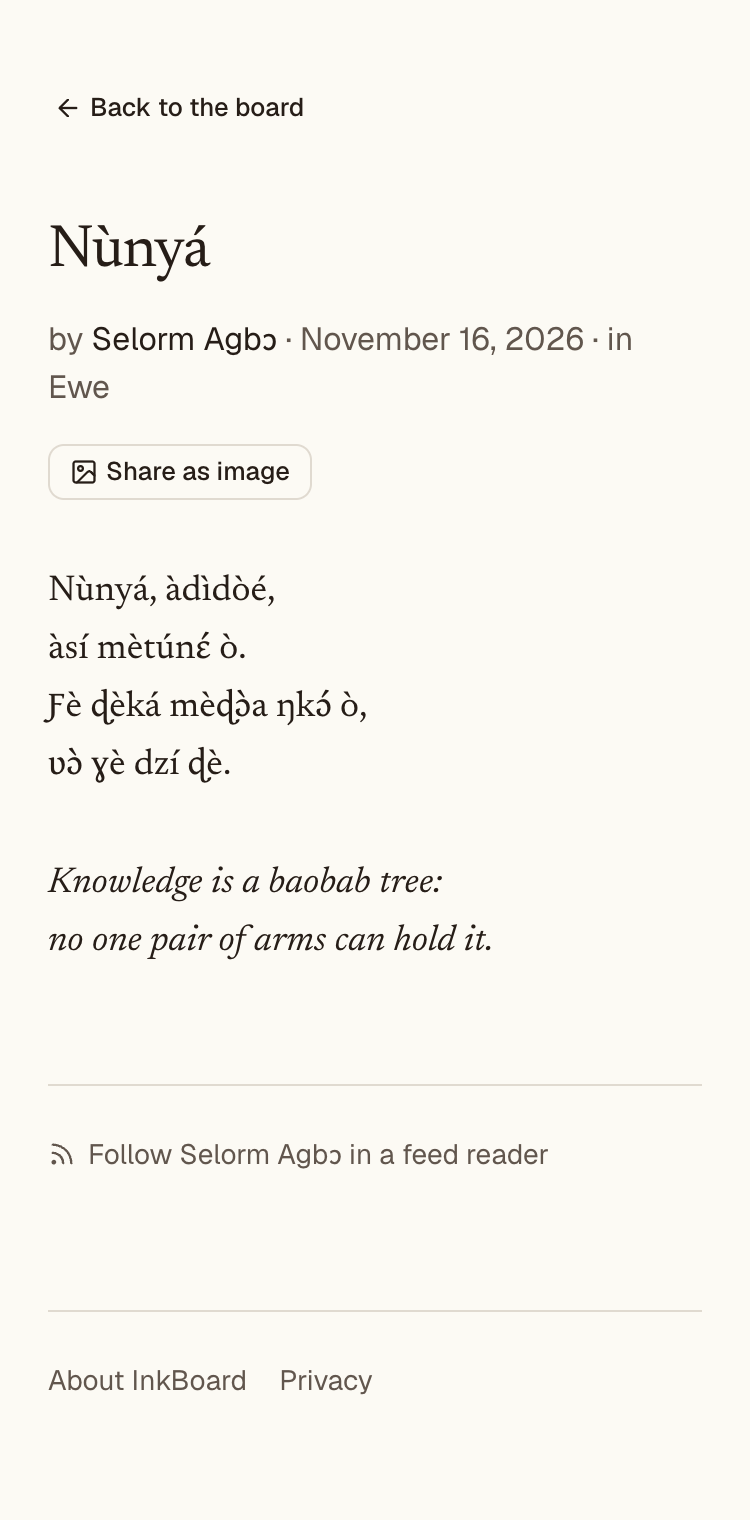 Back to the board
Nùnyá
by Selorm Agbɔ · November 16, 2026 · in
Ewe
Share as image
Nùnyá, àdìdòé,
àsí mètúnɛ́ ò.
Ƒè ɖèká mèɖɔ̀a ŋkɔ́ ò,
ʋɔ̀ ɣè dzí ɖè.
Knowledge is a baobab tree:
no one pair of arms can hold it.
Follow Selorm Agbɔ in a feed reader
About InkBoard Privacy